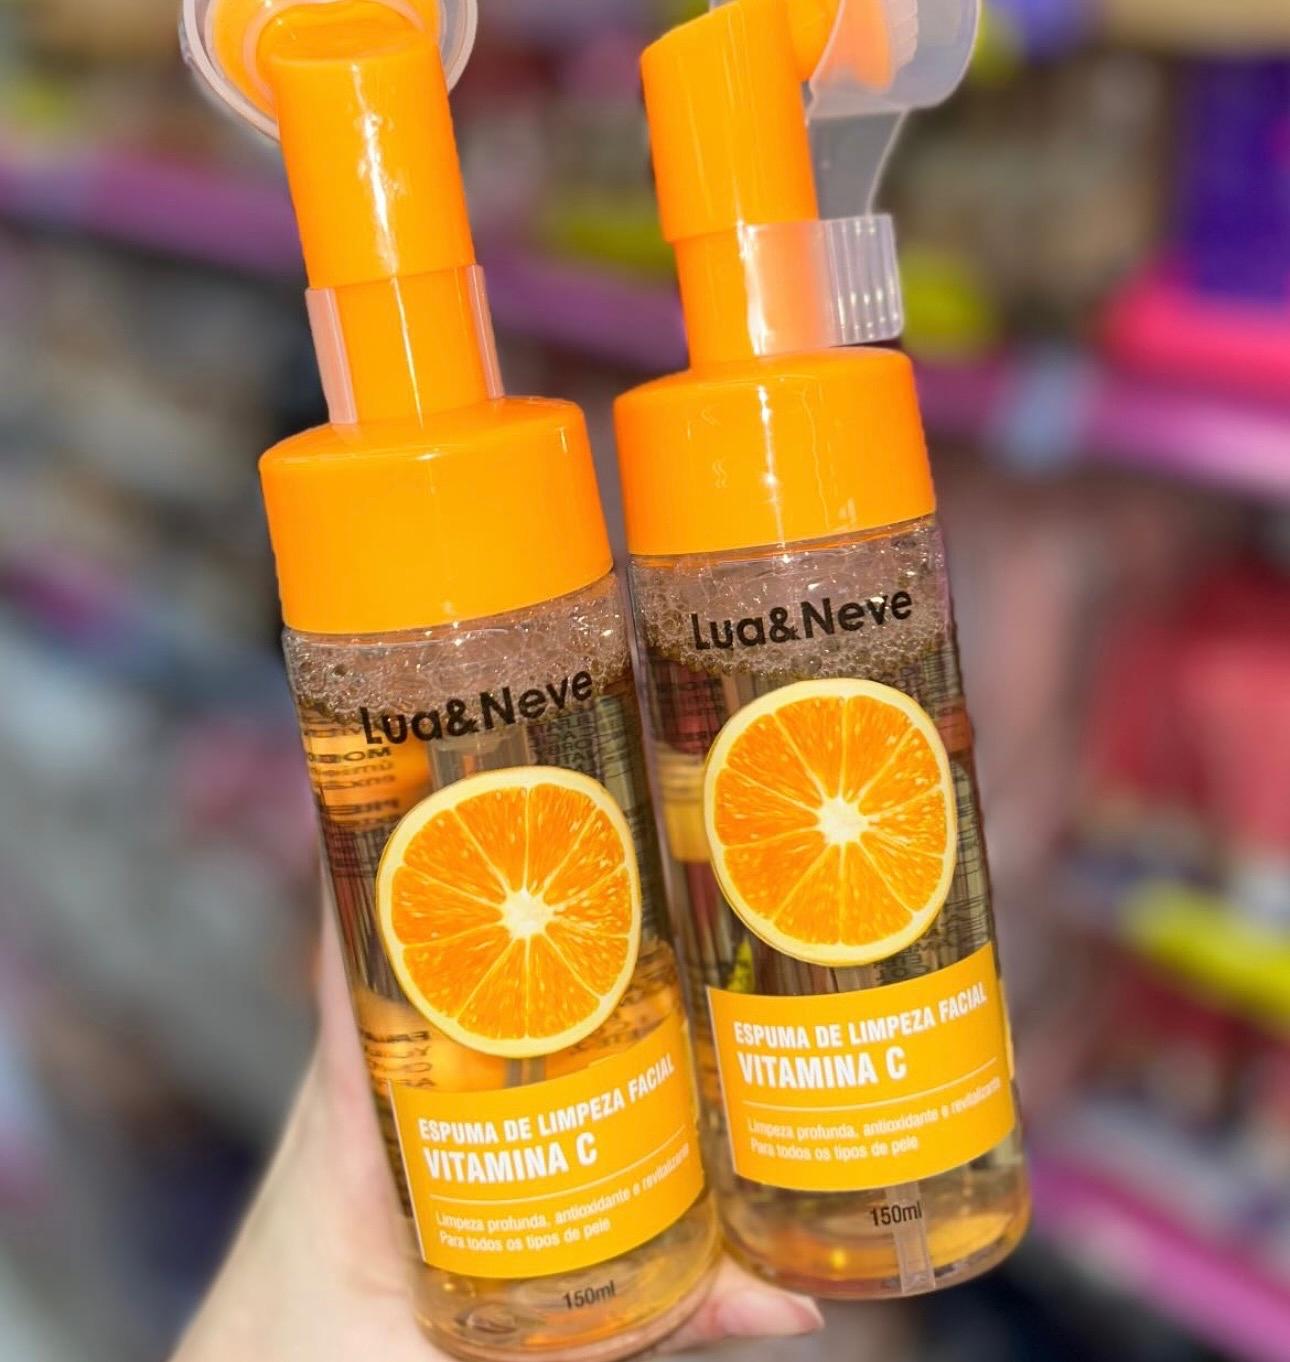 Lua&Neve
ESPUMA DE LIMPEZA FACIAL
VITAMINA C
Limpeza profunda, antioxidante e revitalizante
Para todos os tipos de pele
150ml
Lua&Neve
ESPUMA DE LIMPEZA FACIAL
VITAMINA C
Limpeza profunda, antioxidante e revitalizante
Para todos os tipos de pele
150ml